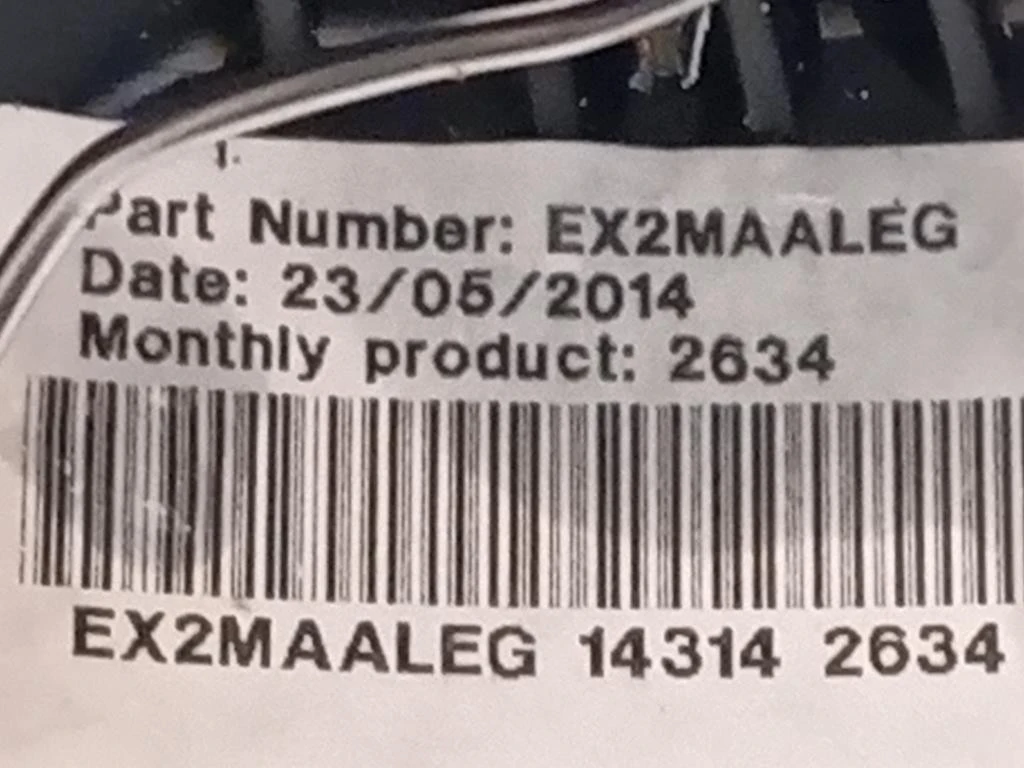 Part Number: EX2MAALEG
Date: 23/05/2014
Monthly product: 2634
EX2MAALEG 14314 2634